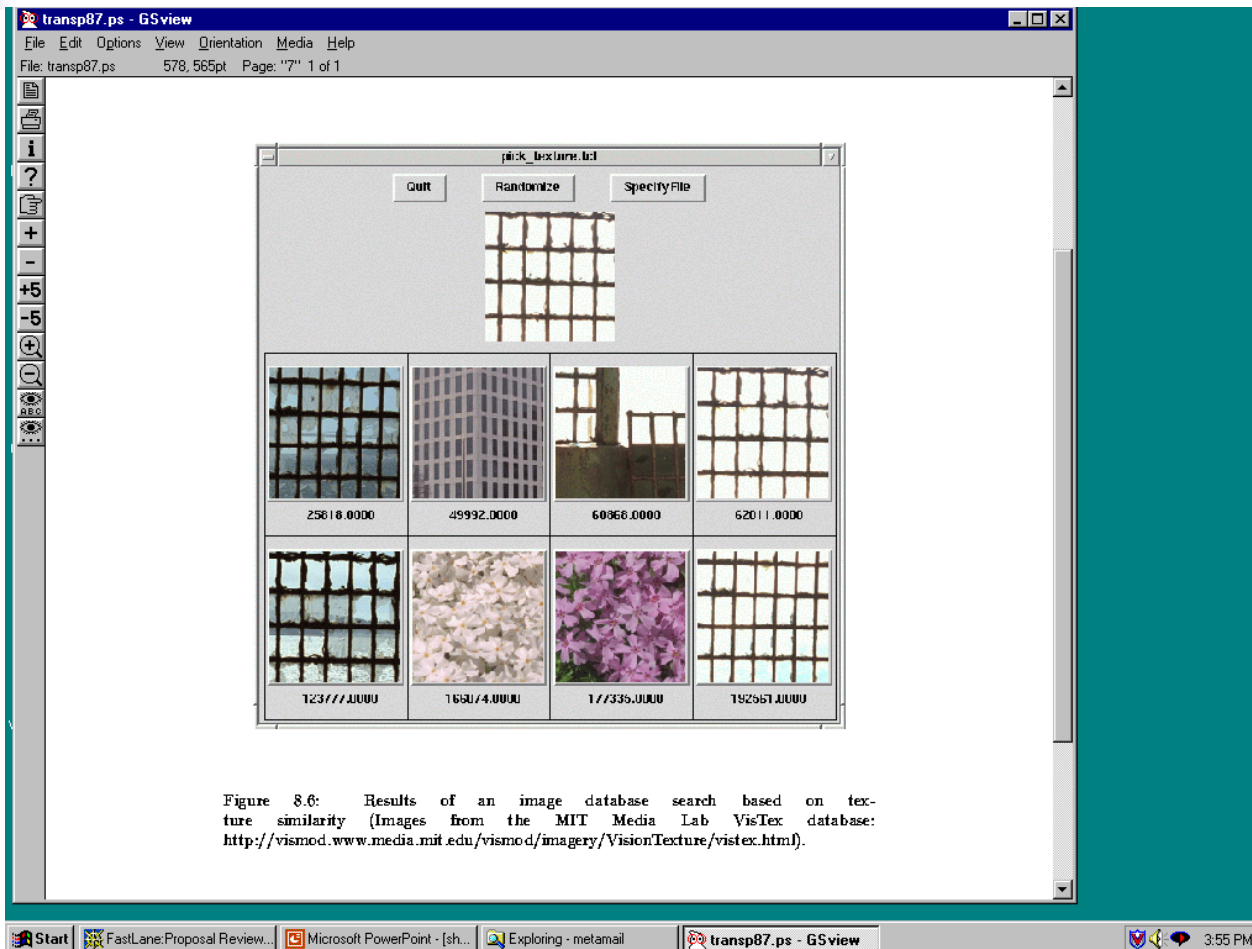 transp87.ps - GSview
File Edit Options View Orientation Media Help
File: transp87.ps 578, 565pt Page: "7" 1 of 1
i
?
+
-
+5
-5
ABC
pick_texture.tcl
Quit Randomize SpecifyFile
25818.0000 49992.0000 60868.0000 62011.0000
123777.0000 166074.0000 177335.0000 192561.0000
Figure 8.6: Results of an image database search based on tex-
ture similarity (Images from the MIT Media Lab VisTex database:
http://vismod.www.media.mit.edu/vismod/imagery/VisionTexture/vistex.html).
Start FastLane:Proposal Review... Microsoft PowerPoint - [sh... Exploring - metamail transp87.ps - GSview 3:55 PM